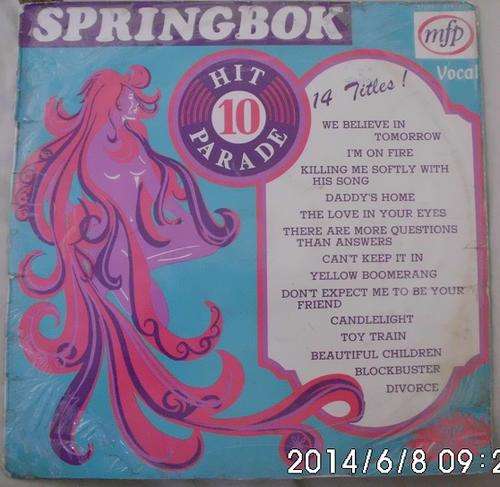 SPRINGBOK
mfp
Vocal
HIT
10
PARADE
14 Titles!
WE BELIEVE IN
TOMORROW
I'M ON FIRE
KILLING ME SOFTLY WITH
HIS SONG
DADDY'S HOME
THE LOVE IN YOUR EYES
THERE ARE MORE QUESTIONS
THAN ANSWERS
CAN'T KEEP IT IN
YELLOW BOOMERANG
DON'T EXPECT ME TO BE YOUR
FRIEND
CANDLELIGHT
TOY TRAIN
BEAUTIFUL CHILDREN
BLOCKBUSTER
DIVORCE
2014/6/8 09:2